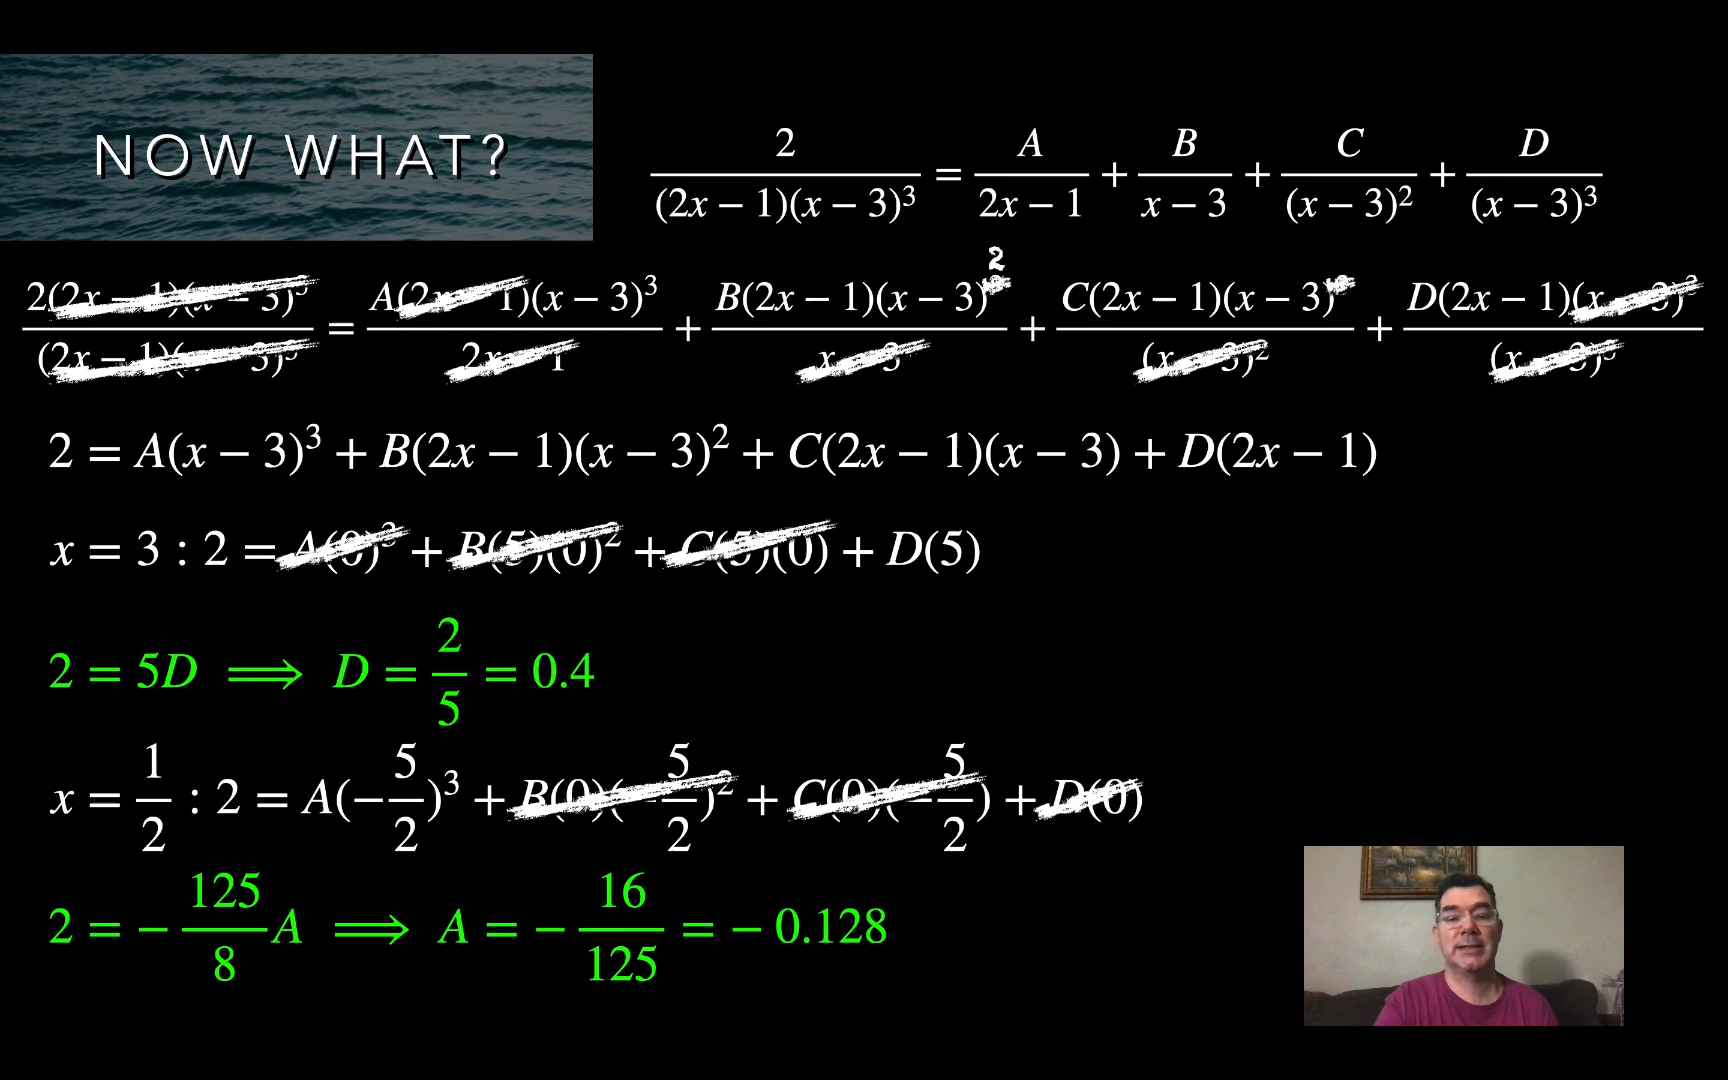 NOW WHAT?
2/((2x − 1)(x − 3)³) = A/(2x − 1) + B/(x − 3) + C/(x − 3)² + D/(x − 3)³
2
2(2x − 1)(x − 3)³/((2x − 1)(x − 3)³) = A(2x − 1)(x − 3)³/(2x − 1) + B(2x − 1)(x − 3)/(x − 3) + C(2x − 1)(x − 3)/(x − 3)² + D(2x − 1)(x − 3)³/(x − 3)³
2 = A(x − 3)³ + B(2x − 1)(x − 3)² + C(2x − 1)(x − 3) + D(2x − 1)
x = 3 : 2 = A(0)³ + B(5)(0)² + C(5)(0) + D(5)
2 = 5D ⟹ D = 2/5 = 0.4
x = 1/2 : 2 = A(−5/2)³ + B(0)(−5/2)² + C(0)(−5/2) + D(0)
2 = −125/8 A ⟹ A = −16/125 = − 0.128